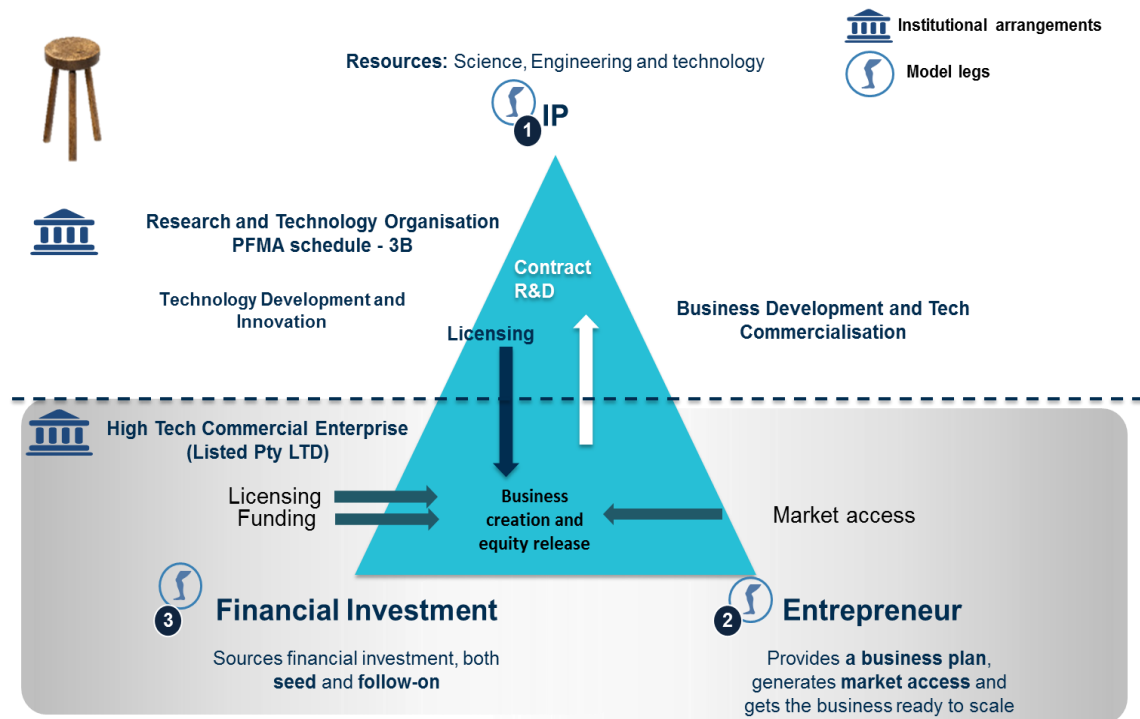 Institutional arrangements
Model legs
Resources: Science, Engineering and technology
1
IP
Research and Technology Organisation
PFMA schedule - 3B
Contract
R&D
Technology Development and
Innovation
Business Development and Tech
Commercialisation
Licensing
High Tech Commercial Enterprise
(Listed Pty LTD)
Licensing
Funding
Business
creation and
equity release
Market access
3
Financial Investment
2
Entrepreneur
Sources financial investment, both
seed and follow-on
Provides a business plan,
generates market access and
gets the business ready to scale